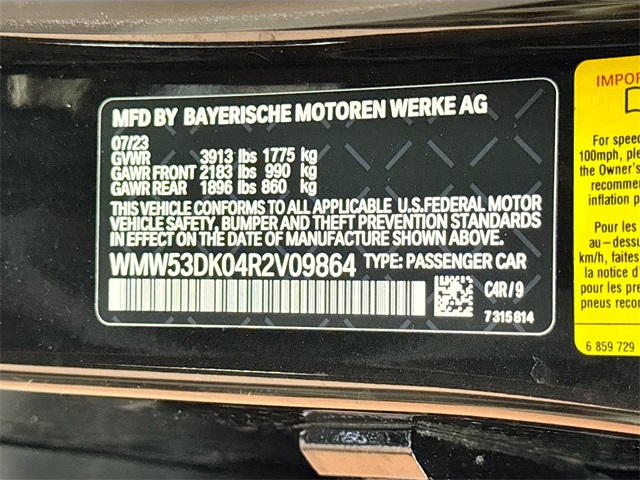 MFD BY BAYERISCHE MOTOREN WERKE AG
07/23
GVWR 3913 lbs 1775 kg
GAWR FRONT 2183 lbs 990 kg
GAWR REAR 1896 lbs 860 kg
THIS VEHICLE CONFORMS TO ALL APPLICABLE U.S.FEDERAL MOTOR
VEHICLE SAFETY, BUMPER AND THEFT PREVENTION STANDARDS
IN EFFECT ON THE DATE OF MANUFACTURE SHOWN ABOVE.
WMW53DK04R2V09864 TYPE: PASSENGER CAR
C4R/9
7315814
IMPOR
For speed
100mph, ple
the Owner's
recommen
inflation p
Pour les
au-dessu
km/h, faites
la notice d'
pour les pre
pneus recom
6 859 729